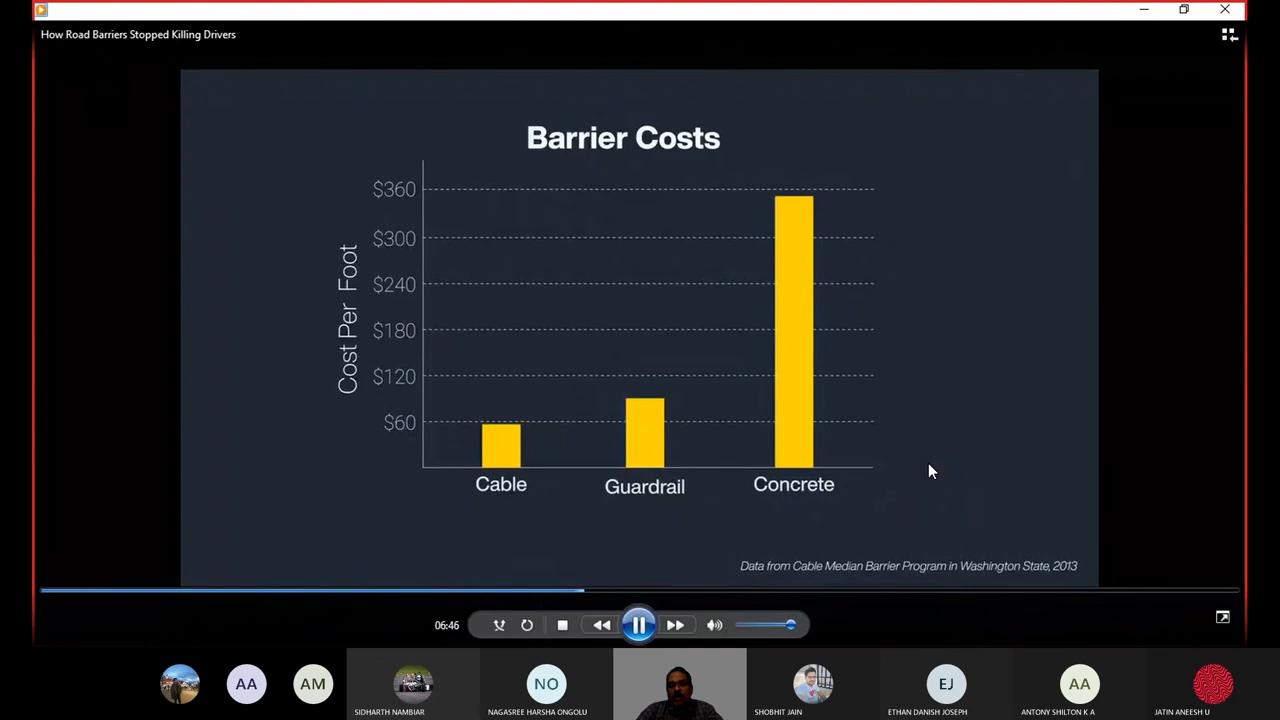 How Road Barriers Stopped Killing Drivers
Barrier Costs
Cost Per Foot
$360
$300
$240
$180
$120
$60
Cable
Guardrail
Concrete
Data from Cable Median Barrier Program in Washington State, 2013
06:46
AA
AM
SIDHARTH NAMBIAR
NO
NAGASREE HARSHA ONGOLU
SHOBHIT JAIN
EJ
ETHAN DANISH JOSEPH
AA
ANTONY SHILTON K A
JATIN ANEESH U